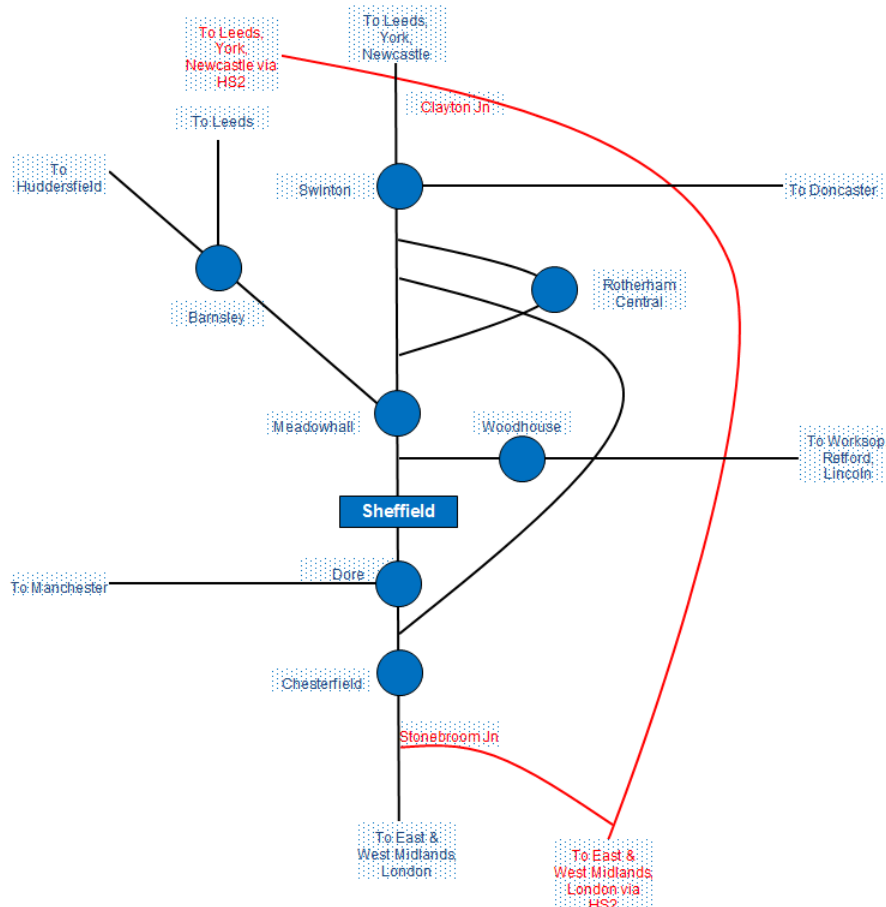 To Leeds,
York,
Newcastle
To Leeds,
York,
Newcastle via
HS2
Clayton Jn
To Leeds
To
Huddersfield
Swinton
To Doncaster
Rotherham
Central
Barnsley
Meadowhall
Woodhouse
To Worksop
Retford,
Lincoln
Sheffield
Dore
To Manchester
Chesterfield
Stonebroom Jn
To East &
West Midlands
London
To East &
West Midlands
London via
HS2